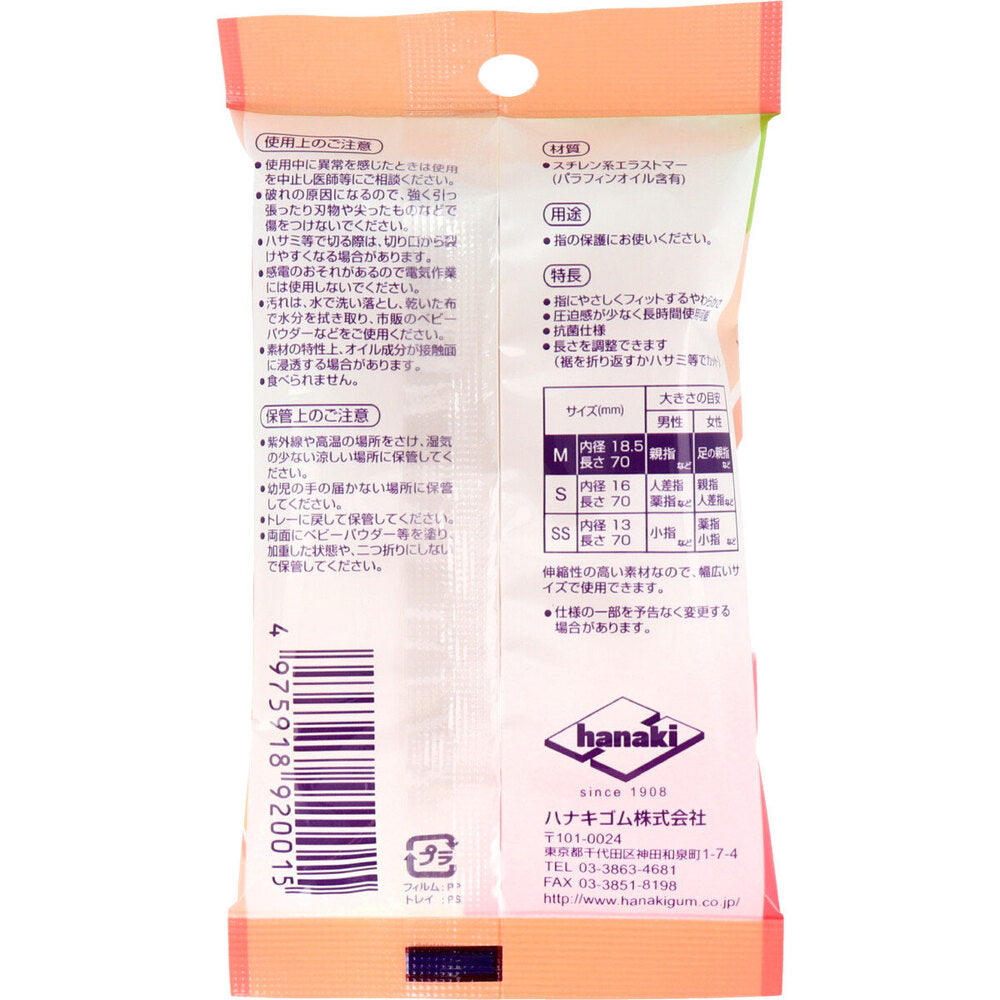 使用上のご注意
●使用中に異常を感じたときは使用
を中止し医師等にご相談ください。
●破れの原因になるので、強く引っ
張ったり刃物や尖ったものなどで
傷をつけないでください。
●ハサミ等で切る際は、切り口から裂
けやすくなる場合があります。
●感電のおそれがあるので電気作業
には使用しないでください。
●汚れは、水で洗い落とし、乾いた布
で水分を拭き取り、市販のベビー
パウダーなどをご使用ください。
●素材の特性上、オイル成分が接触面
に浸透する場合があります。
●食べられません。
保管上のご注意
●紫外線や高温の場所をさけ、湿気
の少ない涼しい場所に保管してく
ださい。
●幼児の手の届かない場所に保管
してください。
●トレーに戻して保管してください。
●両面にベビーパウダー等を塗り、
加重した状態や、二つ折りにしない
で保管してください。
4 975918 920015
プラ
フィルム:PP
トレイ:PS
材質
●スチレン系エラストマー
(パラフィンオイル含有)
用途
●指の保護にお使いください。
特長
●指にやさしくフィットするやわらかさ
●圧迫感が少なく長時間使用可能
●抗菌仕様
●長さを調整できます
(裾を折り返すかハサミ等でカット)
サイズ(mm) 大きさの目安
男性 女性
M 内径 18.5 長さ 70 親指など 足の親指など
S 内径 16 長さ 70 人差指 薬指など 親指 人差指など
SS 内径 13 長さ 70 小指など 薬指 小指など
伸縮性の高い素材なので、幅広いサ
イズで使用できます。
●仕様の一部を予告なく変更する
場合があります。
hanaki
since 1908
ハナキゴム株式会社
〒101-0024
東京都千代田区神田和泉町1-7-4
TEL 03-3863-4681
FAX 03-3851-8198
http://www.hanakigum.co.jp/